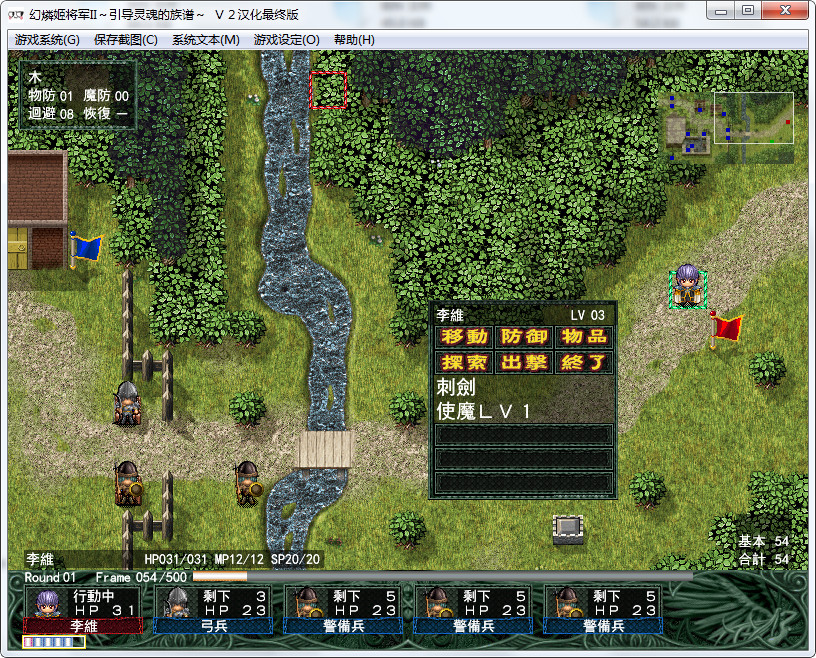 幻燐姫将军II～引导灵魂的族谱～ Ｖ２汉化最终版
游戏系统(G) 保存截图(C) 系统文本(M) 游戏设定(O) 帮助(H)
木
物防 01 魔防 00
迴避 08 恢復 －
李維 LV 03
移動 防御 物品
探索 出擊 終了
刺劍
使魔ＬＶ１
基本 54
合計 54
李維 HP031/031 MP12/12 SP20/20
Round 01 Frame 054/500
行動中 剩下 3 剩下 5 剩下 5 剩下 5
HP 31 HP 23 HP 23 HP 23 HP 23
李維 弓兵 警備兵 警備兵 警備兵